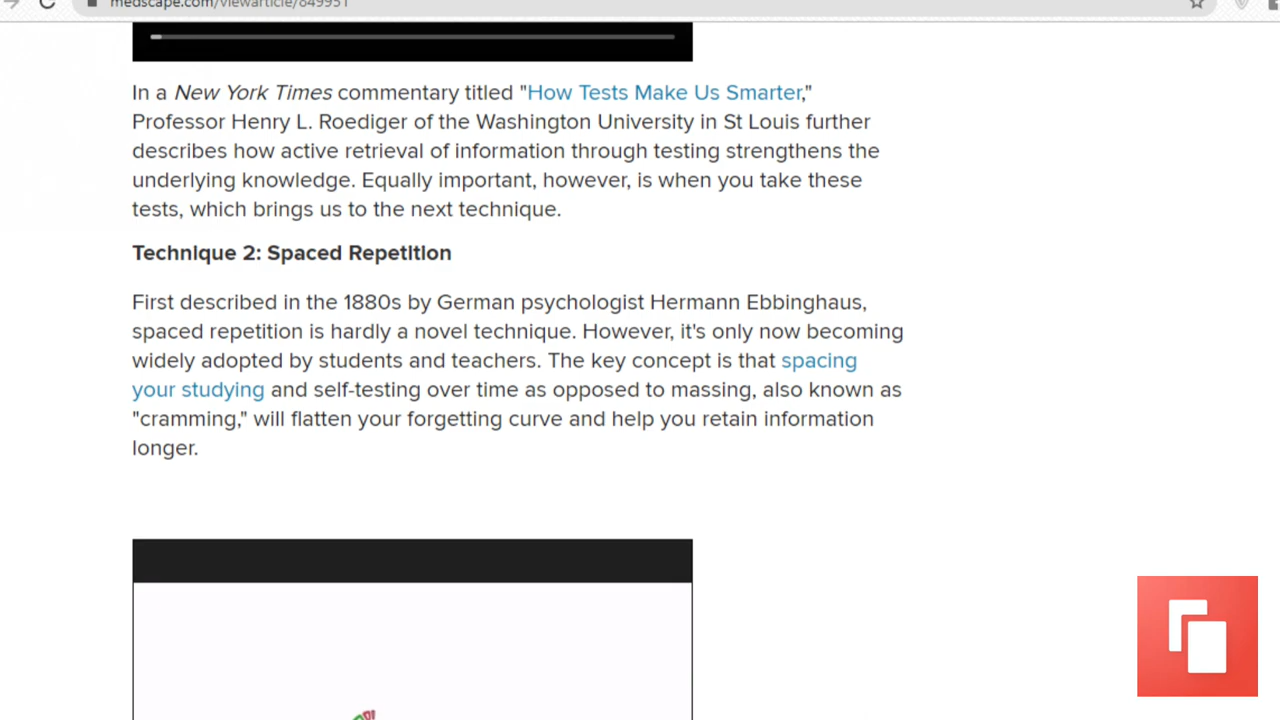 medscape.com/viewarticle/849951
In a New York Times commentary titled "How Tests Make Us Smarter,"
Professor Henry L. Roediger of the Washington University in St Louis further
describes how active retrieval of information through testing strengthens the
underlying knowledge. Equally important, however, is when you take these
tests, which brings us to the next technique.
Technique 2: Spaced Repetition
First described in the 1880s by German psychologist Hermann Ebbinghaus,
spaced repetition is hardly a novel technique. However, it's only now becoming
widely adopted by students and teachers. The key concept is that spacing
your studying and self-testing over time as opposed to massing, also known as
"cramming," will flatten your forgetting curve and help you retain information
longer.